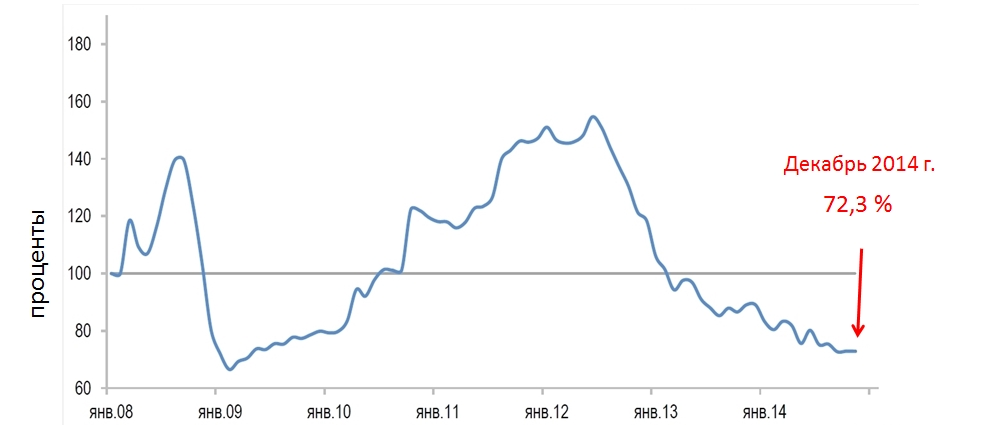 180
160
140
120
100
80
60
проценты
янв.08
янв.09
янв.10
янв.11
янв.12
янв.13
янв.14
Декабрь 2014 г.
72,3 %